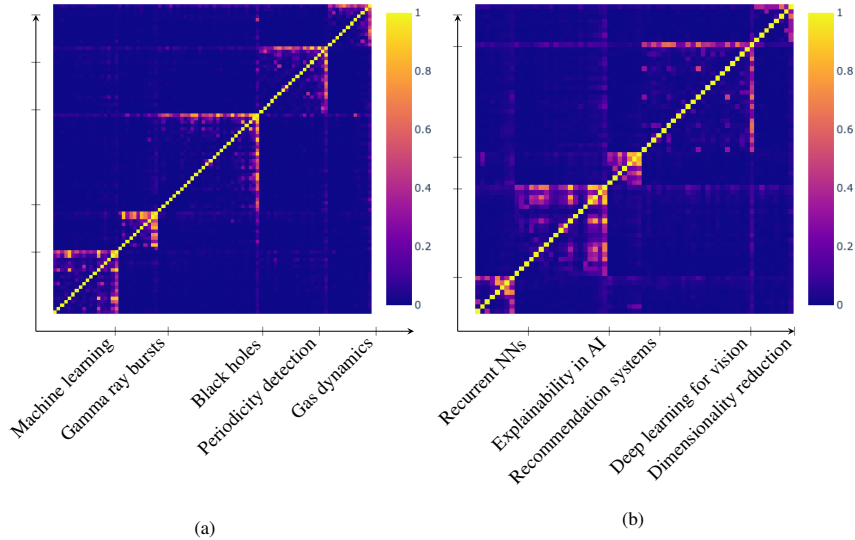 1
0.8
0.6
0.4
0.2
0
Machine learning
Gamma ray bursts
Black holes
Periodicity detection
Gas dynamics
(a)
1
0.8
0.6
0.4
0.2
0
Recurrent NNs
Explainability in AI
Recommendation systems
Deep learning for vision
Dimensionality reduction
(b)